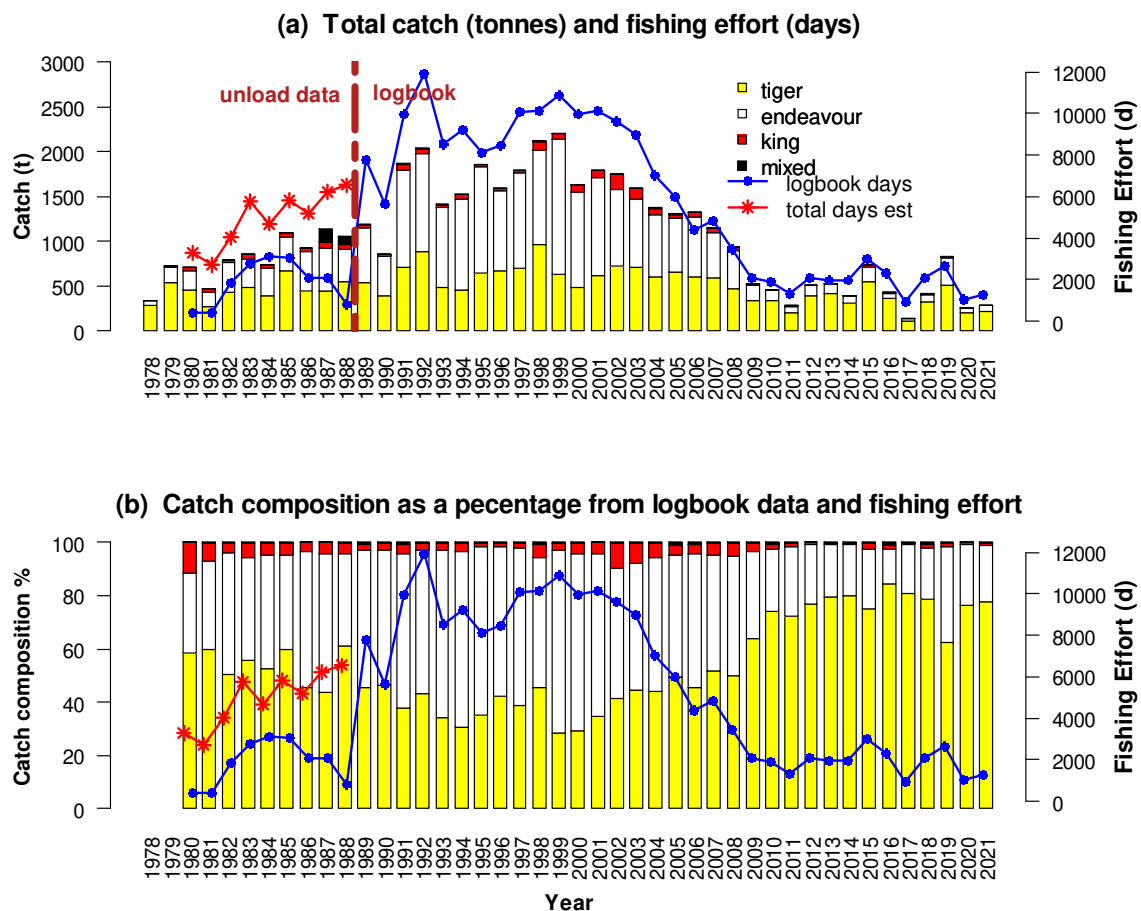 (a) Total catch (tonnes) and fishing effort (days)
3000
2500
2000
1500
1000
500
0
Catch (t)
unload data
logbook
tiger
endeavour
king
mixed
logbook days
total days est
12000
10000
8000
6000
4000
2000
0
Fishing Effort (d)
1978 1979 1980 1981 1982 1983 1984 1985 1986 1987 1988 1989 1990 1991 1992 1993 1994 1995 1996 1997 1998 1999 2000 2001 2002 2003 2004 2005 2006 2007 2008 2009 2010 2011 2012 2013 2014 2015 2016 2017 2018 2019 2020 2021
(b) Catch composition as a pecentage from logbook data and fishing effort
100
80
60
40
20
0
Catch composition %
12000
10000
8000
6000
4000
2000
0
Fishing Effort (d)
1978 1979 1980 1981 1982 1983 1984 1985 1986 1987 1988 1989 1990 1991 1992 1993 1994 1995 1996 1997 1998 1999 2000 2001 2002 2003 2004 2005 2006 2007 2008 2009 2010 2011 2012 2013 2014 2015 2016 2017 2018 2019 2020 2021
Year